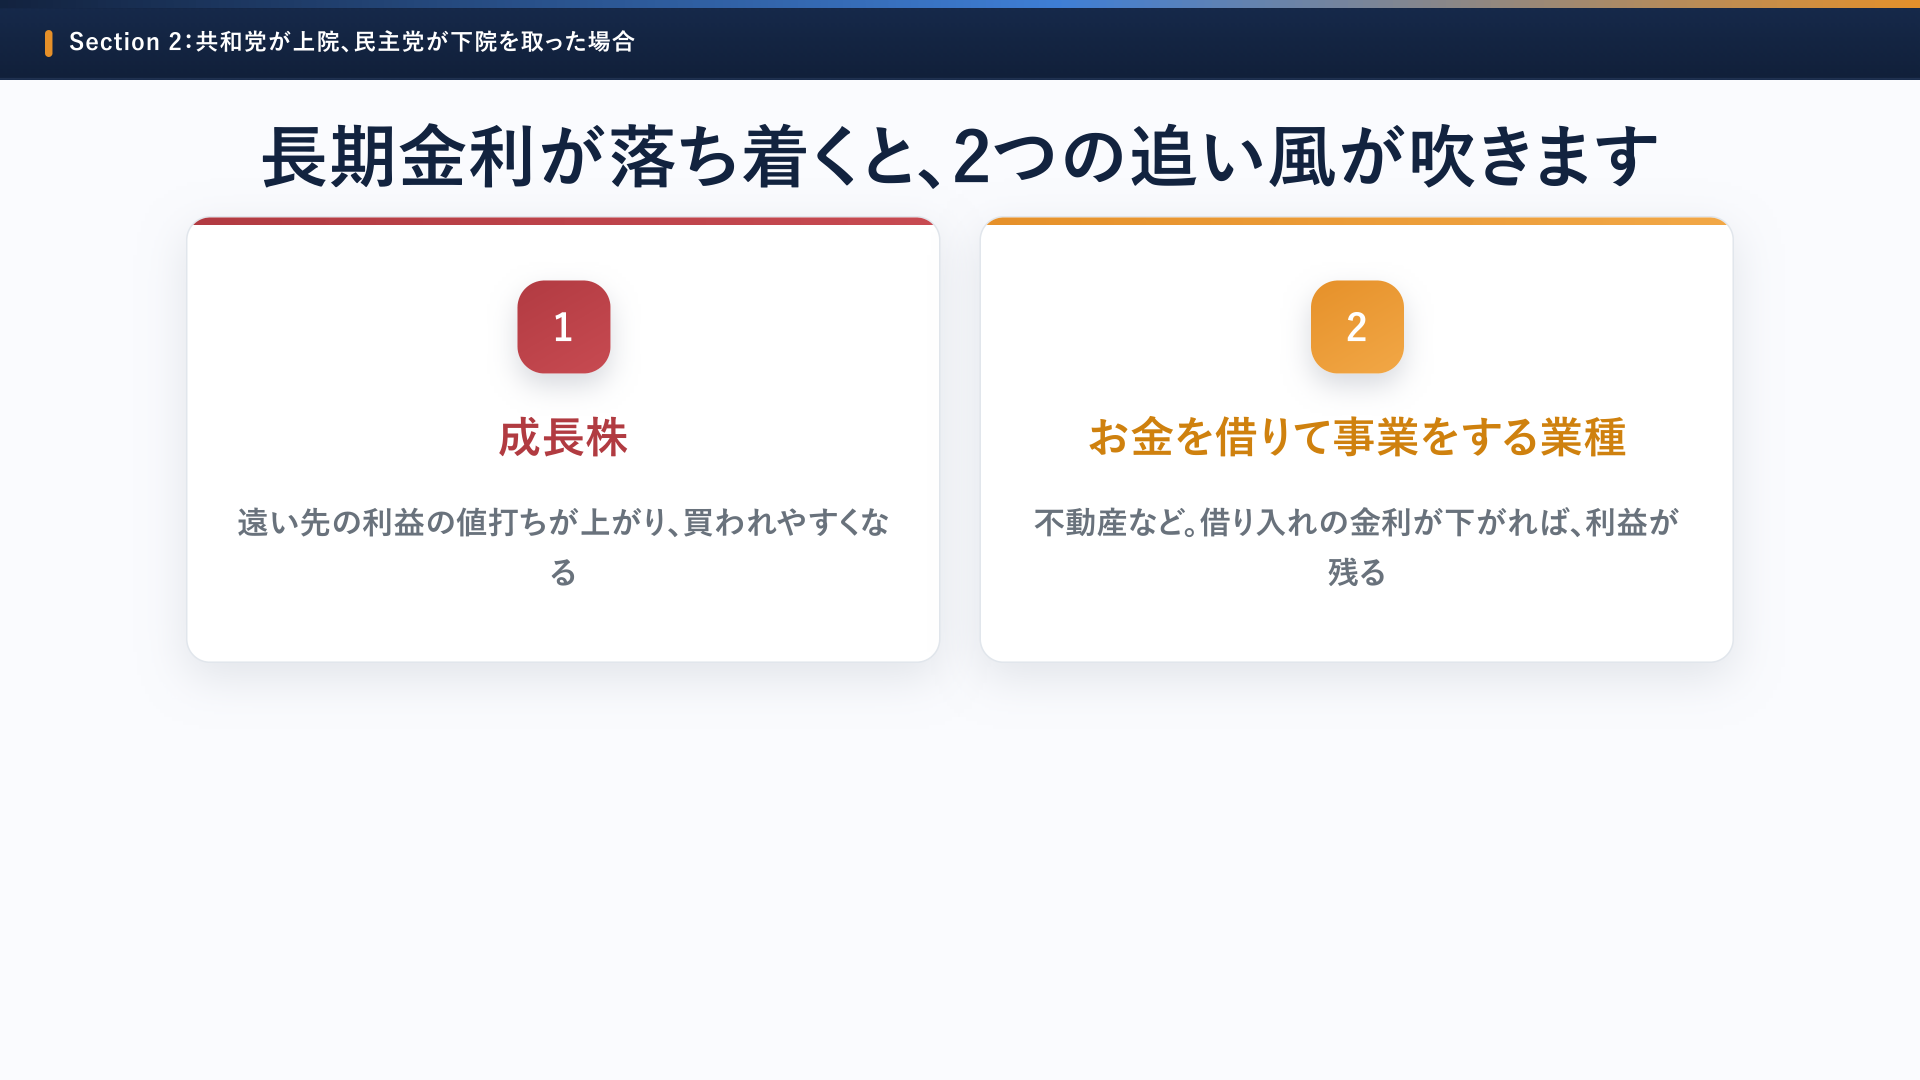 Section 2：共和党が上院、民主党が下院を取った場合
長期金利が落ち着くと、2つの追い風が吹きます
1
成長株
遠い先の利益の値打ちが上がり、買われやすくな
る
2
お金を借りて事業をする業種
不動産など。借り入れの金利が下がれば、利益が
残る